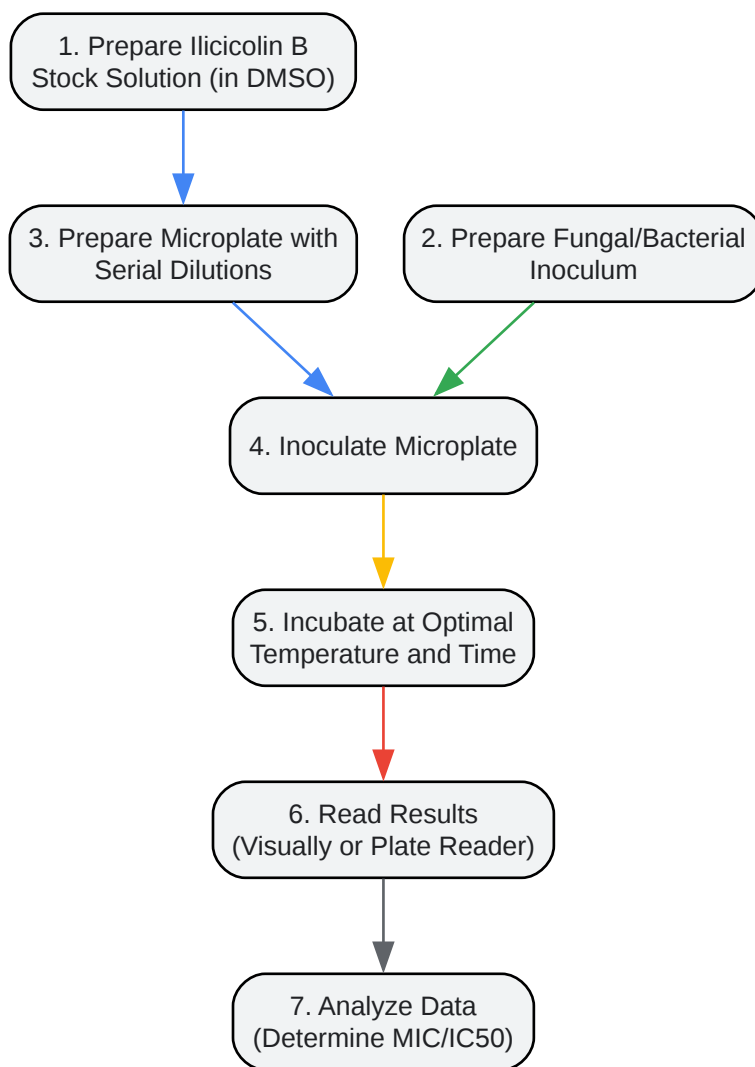 1. Prepare Ilicicolin B
Stock Solution (in DMSO)
3. Prepare Microplate with
Serial Dilutions
2. Prepare Fungal/Bacterial
Inoculum
4. Inoculate Microplate
5. Incubate at Optimal
Temperature and Time
6. Read Results
(Visually or Plate Reader)
7. Analyze Data
(Determine MIC/IC50)